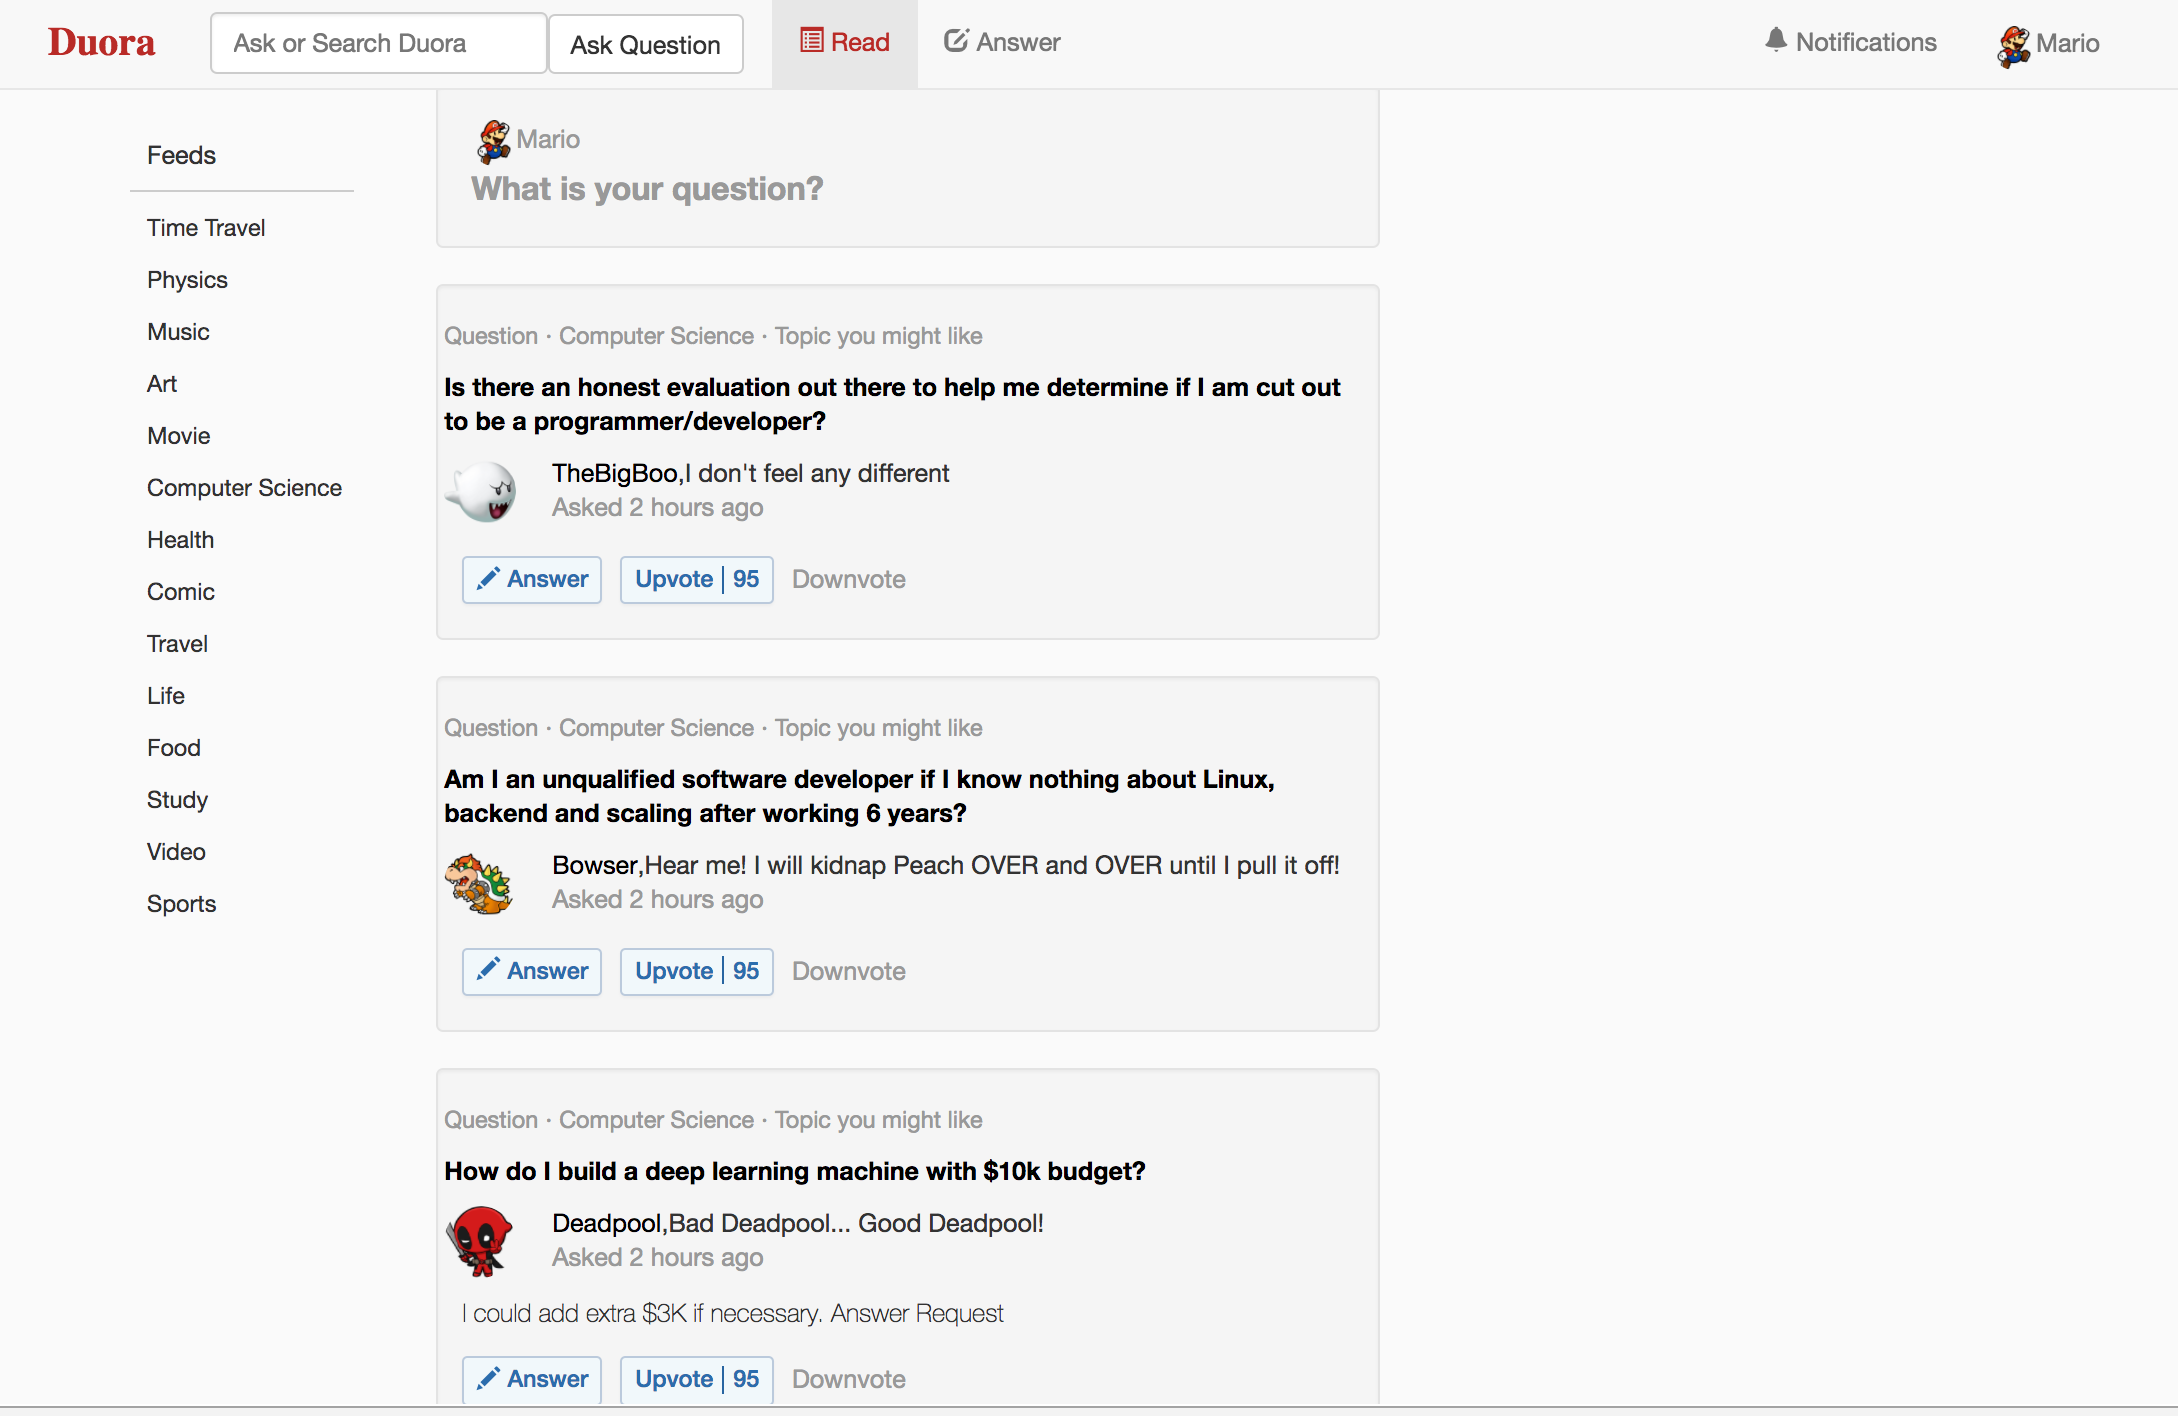 Duora
Ask or Search Duora
Ask Question
Read
Answer
Notifications
Mario
Feeds
Time Travel
Physics
Music
Art
Movie
Computer Science
Health
Comic
Travel
Life
Food
Study
Video
Sports
Mario
What is your question?
Question · Computer Science · Topic you might like
Is there an honest evaluation out there to help me determine if I am cut out
to be a programmer/developer?
TheBigBoo,I don't feel any different
Asked 2 hours ago
Answer
Upvote | 95
Downvote
Question · Computer Science · Topic you might like
Am I an unqualified software developer if I know nothing about Linux,
backend and scaling after working 6 years?
Bowser,Hear me! I will kidnap Peach OVER and OVER until I pull it off!
Asked 2 hours ago
Answer
Upvote | 95
Downvote
Question · Computer Science · Topic you might like
How do I build a deep learning machine with $10k budget?
Deadpool,Bad Deadpool... Good Deadpool!
Asked 2 hours ago
I could add extra $3K if necessary. Answer Request
Answer
Upvote | 95
Downvote